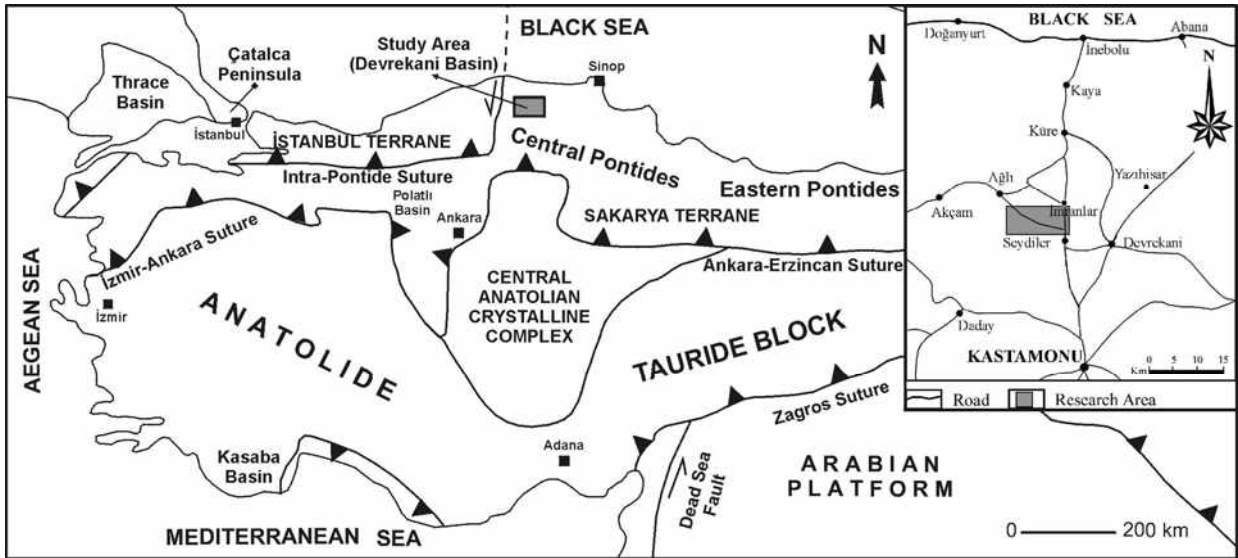 BLACK SEA
Study Area
(Devrekani Basin)
Çatalca
Peninsula
Thrace
Basin
N
Sinop
İstanbul
İSTANBUL TERRANE
Central Pontides
Intra-Pontide Suture
Eastern Pontides
Polatlı
Basin
Ankara
SAKARYA TERRANE
İzmir-Ankara Suture
Ankara-Erzincan Suture
AEGEAN SEA
İzmir
CENTRAL
ANATOLIAN
CRYSTALLINE
COMPLEX
ANATOLIDE
TAURIDE BLOCK
Zagros Suture
Kasaba
Basin
Adana
Dead Sea
Fault
ARABIAN
PLATFORM
MEDITERRANEAN SEA
0 200 km
BLACK SEA
Doğanyurt
Abana
İnebolu
N
Kaya
Küre
Ağlı
Yazıhisar
Akçam
İmranlar
Seydiler
Devrekani
Daday
KASTAMONU
0 5 10 15
Km
Road
Research Area